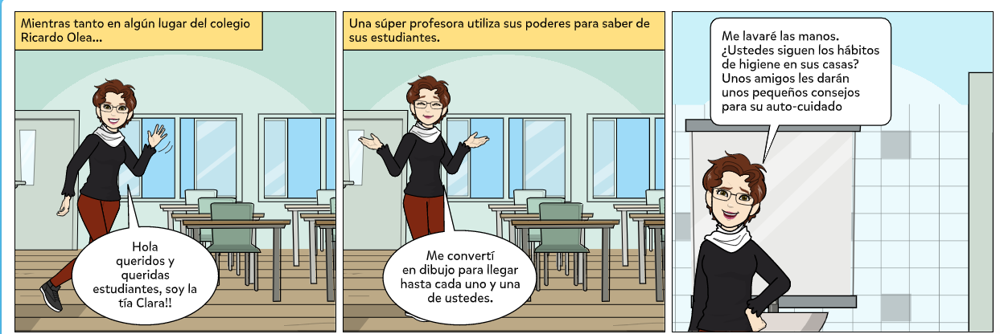 Mientras tanto en algún lugar del colegio
Ricardo Olea...
Hola
queridos y
queridas
estudiantes, soy la
tía Clara!!
Una súper profesora utiliza sus poderes para saber de
sus estudiantes.
Me convertí
en dibujo para llegar
hasta cada uno y una
de ustedes.
Me lavaré las manos.
¿Ustedes siguen los hábitos
de higiene en sus casas?
Unos amigos les darán
unos pequeños consejos
para su auto-cuidado